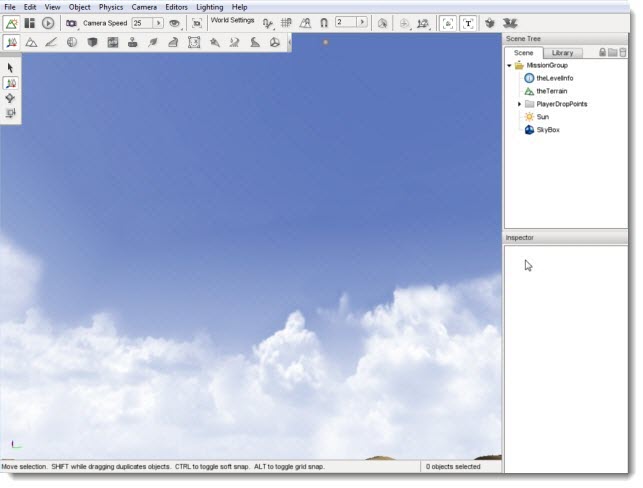 File Edit View Object Physics Camera Editors Lighting Help
Camera Speed 25 World Settings 2 T
Scene Tree
Scene Library
MissionGroup
theLevelInfo
theTerrain
PlayerDropPoints
Sun
SkyBox
Inspector
Move selection. SHIFT while dragging duplicates objects. CTRL to toggle soft snap. ALT to toggle grid snap. 0 objects selected